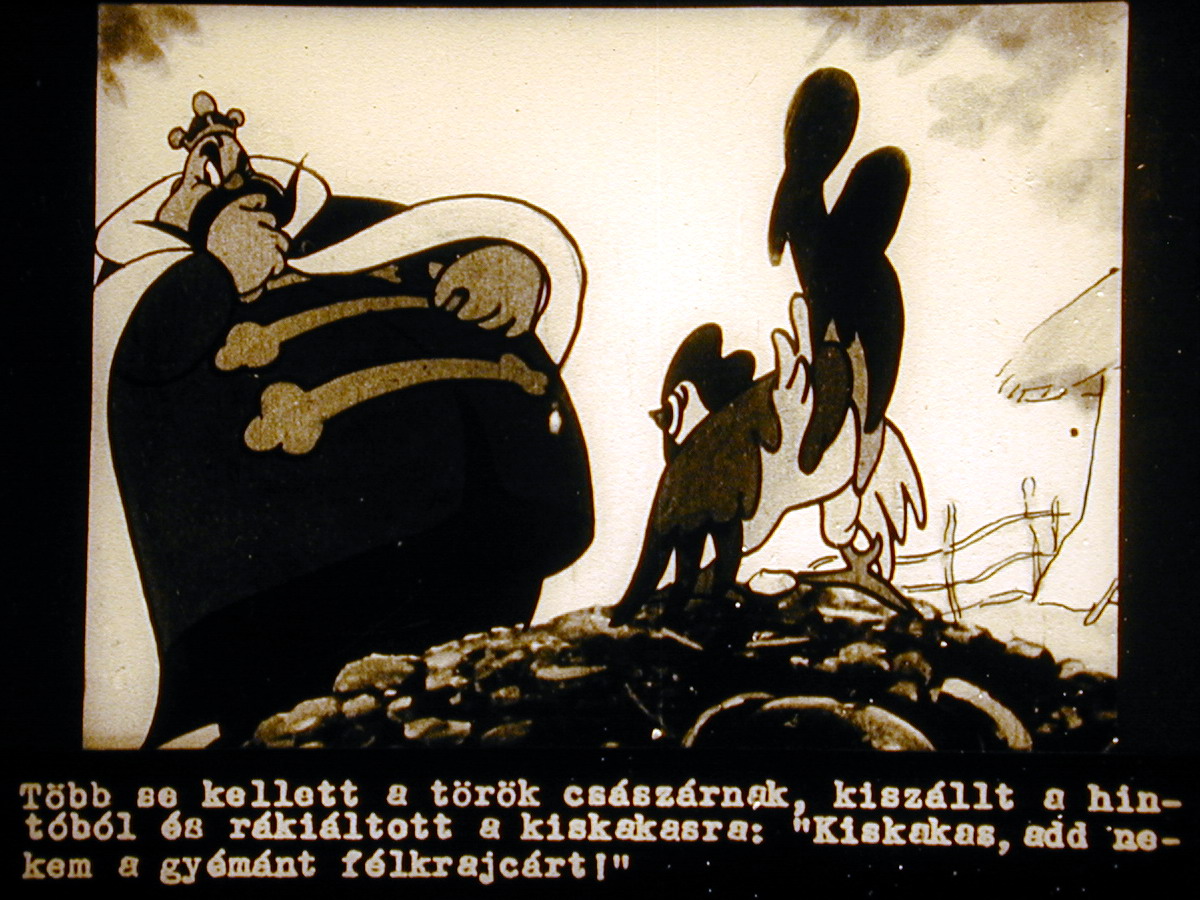 Több se kellett a török császárnak, kiszállt a hin-
tóból és rákiáltott a kiskakasra: "Kiskakas, add ne-
kem a gyémánt félkrajcárt!"